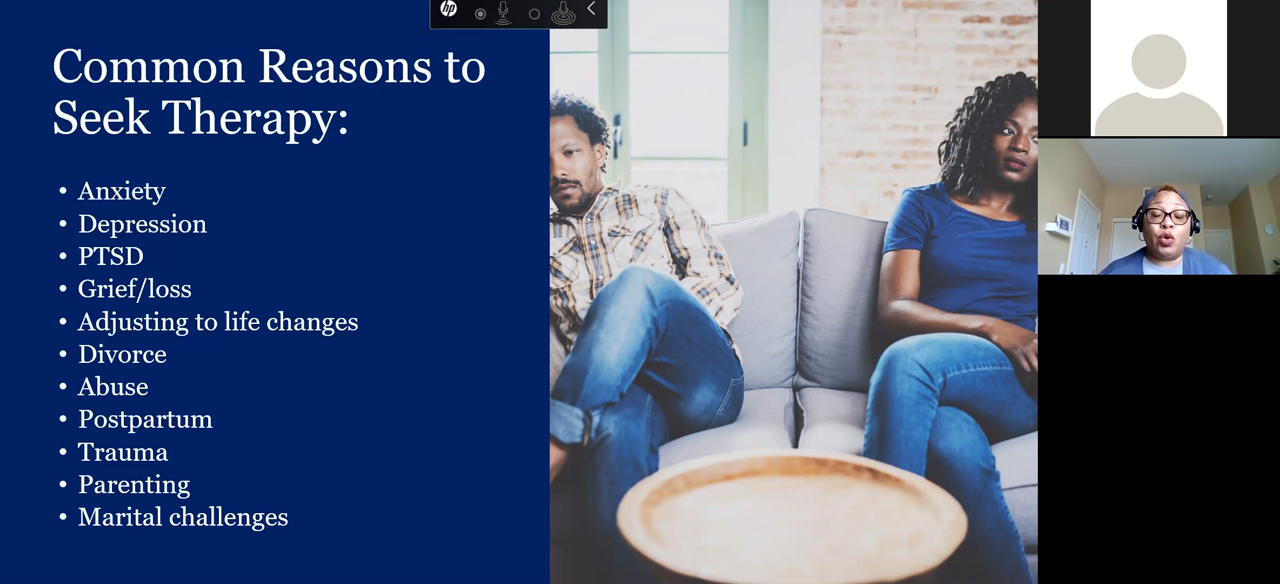 hp
Common Reasons to
Seek Therapy:
• Anxiety
• Depression
• PTSD
• Grief/loss
• Adjusting to life changes
• Divorce
• Abuse
• Postpartum
• Trauma
• Parenting
• Marital challenges